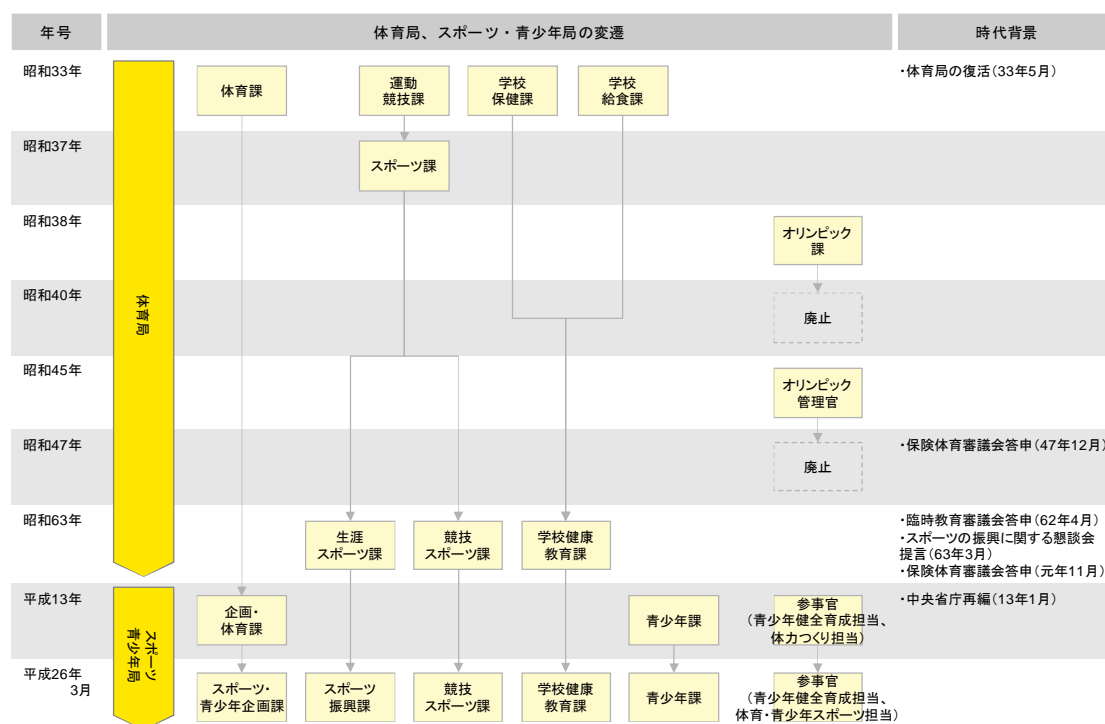 年号
体育局、スポーツ・青少年局の変遷
時代背景
昭和33年
体育課
運動
競技課
学校
保健課
学校
給食課
・体育局の復活(33年5月)
昭和37年
スポーツ課
昭和38年
オリンピック
課
昭和40年
廃止
体育局
昭和45年
オリンピック
管理官
昭和47年
廃止
・保険体育審議会答申(47年12月)
昭和63年
生涯
スポーツ課
競技
スポーツ課
学校健康
教育課
・臨時教育審議会答申(62年4月)
・スポーツの振興に関する懇談会
提言(63年3月)
・保険体育審議会答申(元年11月)
平成13年
スポーツ
青少年局
企画・
体育課
青少年課
参事官
(青少年健全育成担当、
体力つくり担当)
・中央省庁再編(13年1月)
平成26年
3月
スポーツ・
青少年企画課
スポーツ
振興課
競技
スポーツ課
学校健康
教育課
青少年課
参事官
(青少年健全育成担当、
体育・青少年スポーツ担当)